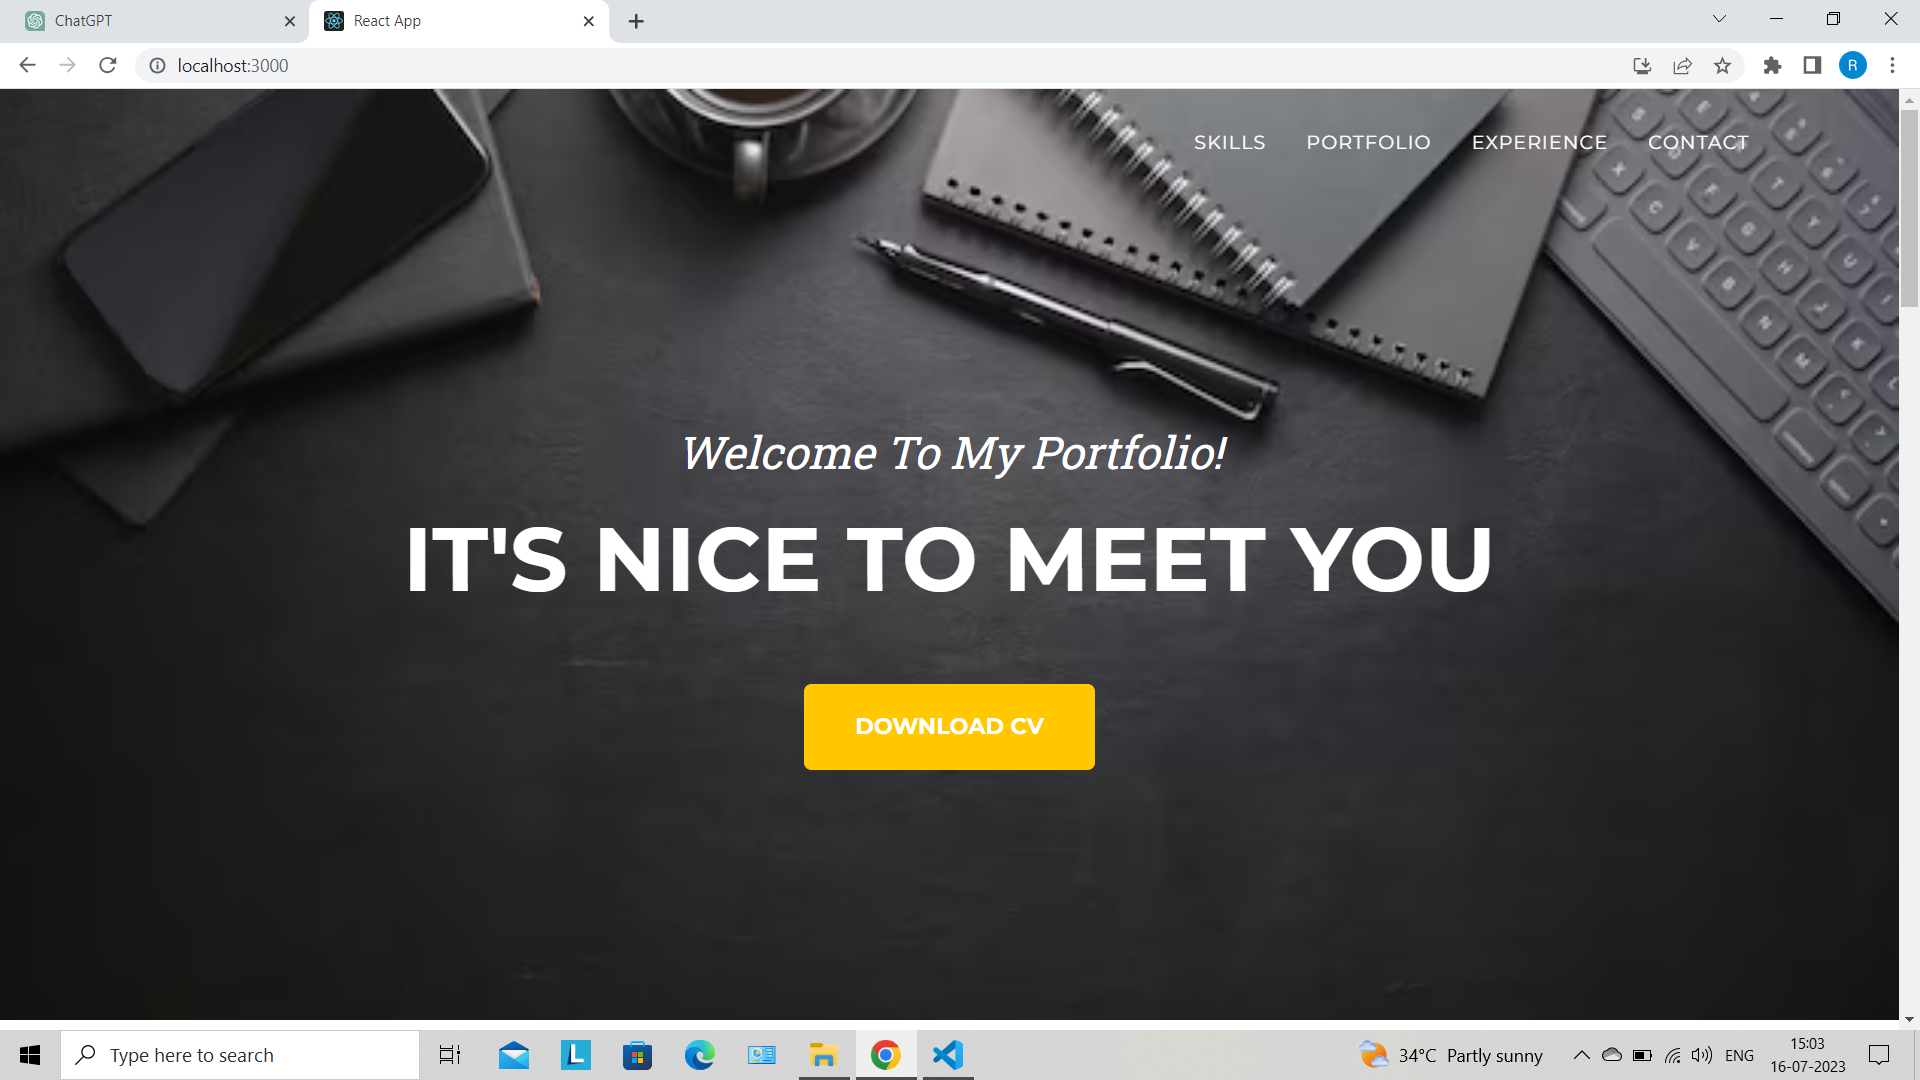 ChatGPT
React App
localhost:3000
R
SKILLS PORTFOLIO EXPERIENCE CONTACT
Welcome To My Portfolio!
IT'S NICE TO MEET YOU
DOWNLOAD CV
Type here to search
L
34°C Partly sunny
ENG
15:03
16-07-2023